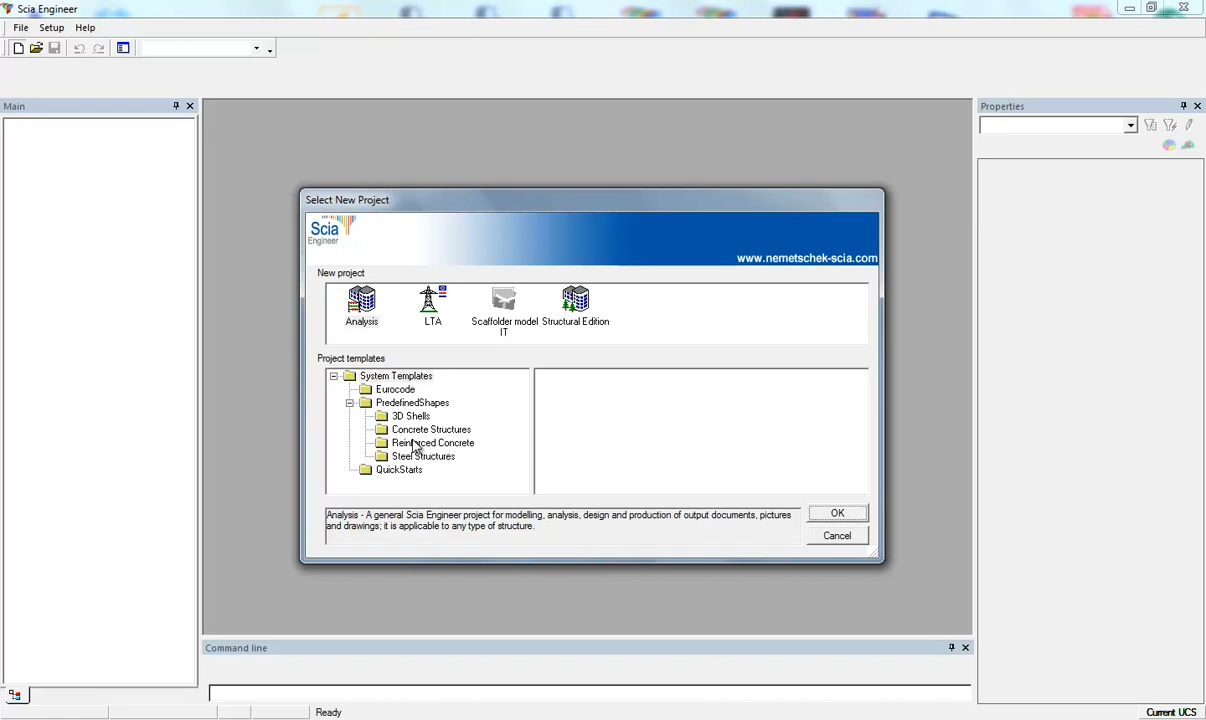 Scia Engineer
File Setup Help
Main
Properties
Select New Project
Scia
Engineer
www.nemetschek-scia.com
New project
Analysis
LTA
Scaffolder model
IT
Structural Edition
Project templates
System Templates
Eurocode
PredefinedShapes
3D Shells
Concrete Structures
Reinforced Concrete
Steel Structures
QuickStarts
Analysis - A general Scia Engineer project for modelling, analysis, design and production of output documents, pictures
and drawings; it is applicable to any type of structure.
OK
Cancel
Command line
Ready
Current UCS